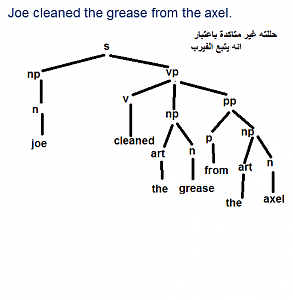 Joe cleaned the grease from the axel.
حللته غير متاكدة باعتبار
انه يتبع الفيرب
s
np vp
v
n np pp
joe cleaned art n p np
the grease from art n
the axel